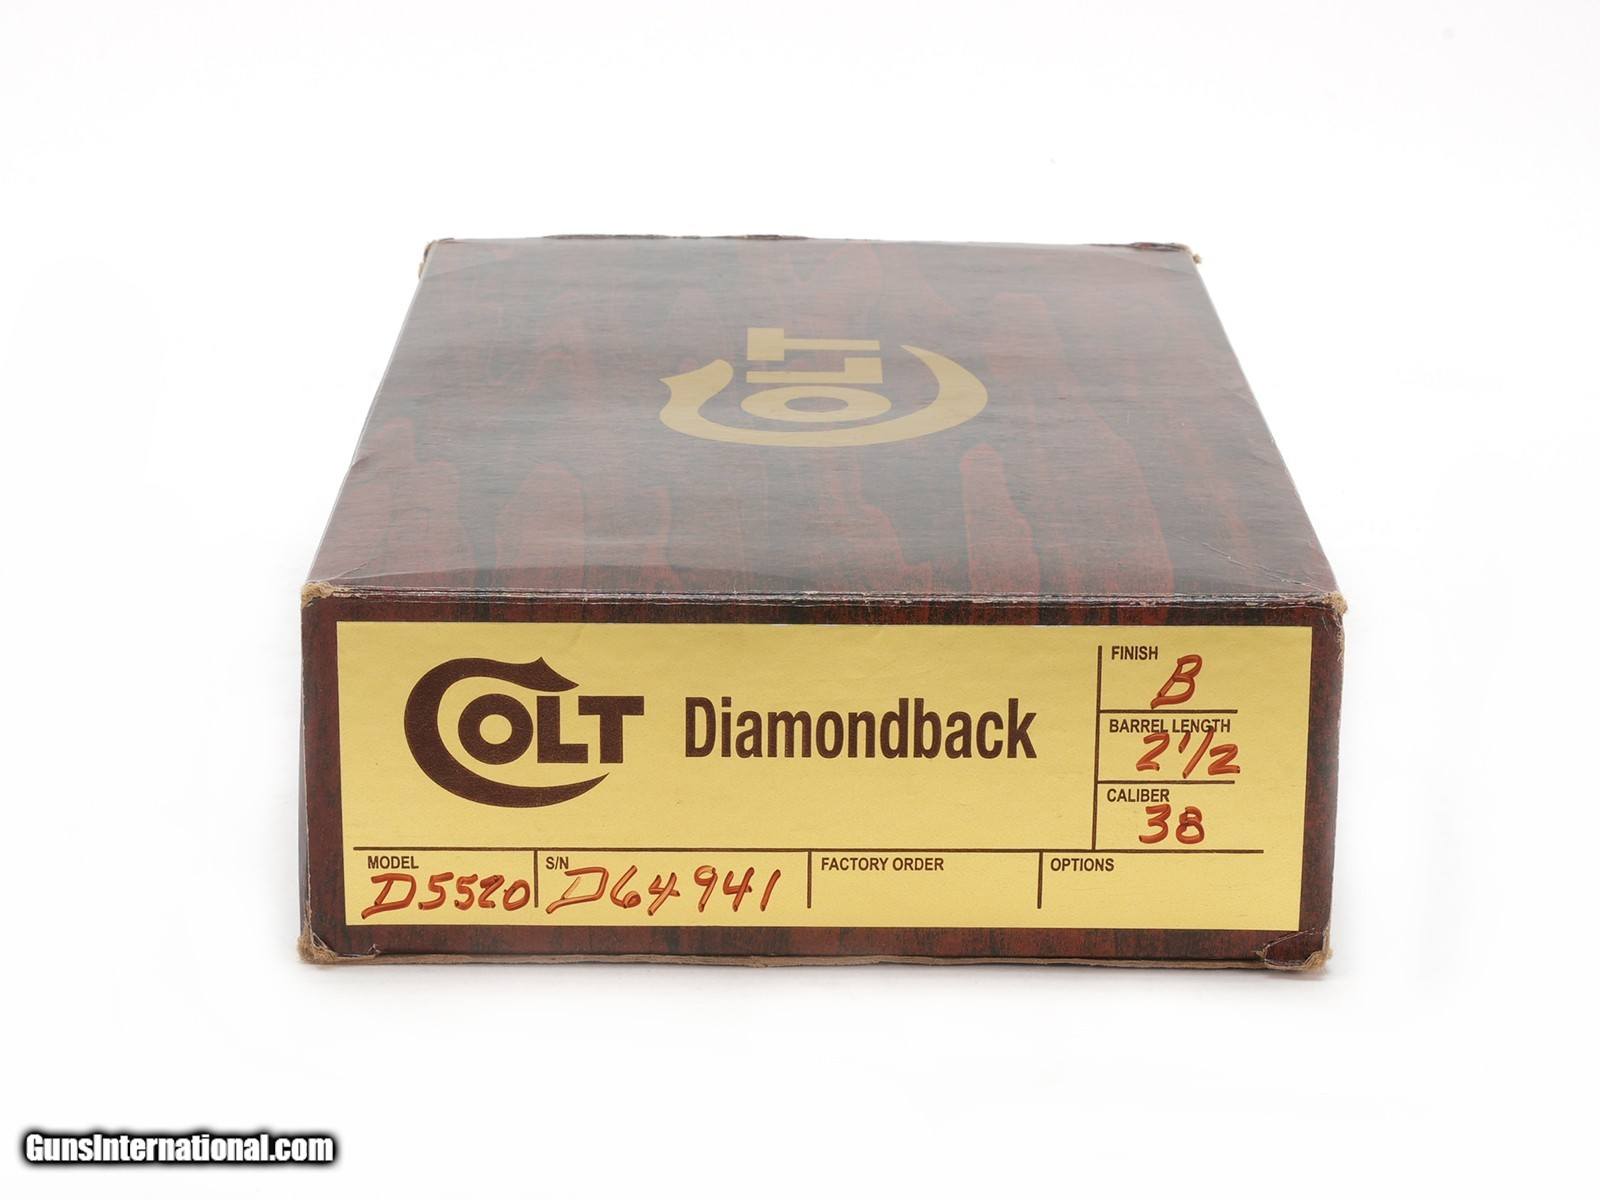 COLT
COLT Diamondback
FINISH B
BARREL LENGTH
2 1/2
CALIBER
38
MODEL S/N FACTORY ORDER OPTIONS
D5520 D64941
GunsInternational.com